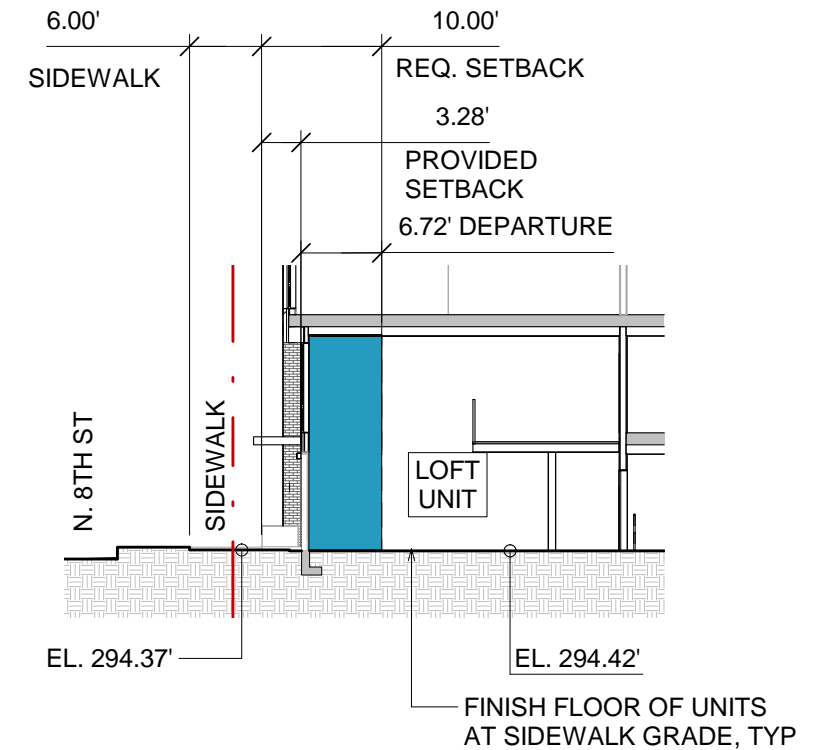 6.00'
10.00'
SIDEWALK
REQ. SETBACK
3.28'
PROVIDED
SETBACK
6.72' DEPARTURE
N. 8TH ST
SIDEWALK
LOFT
UNIT
EL. 294.37'
EL. 294.42'
FINISH FLOOR OF UNITS
AT SIDEWALK GRADE, TYP